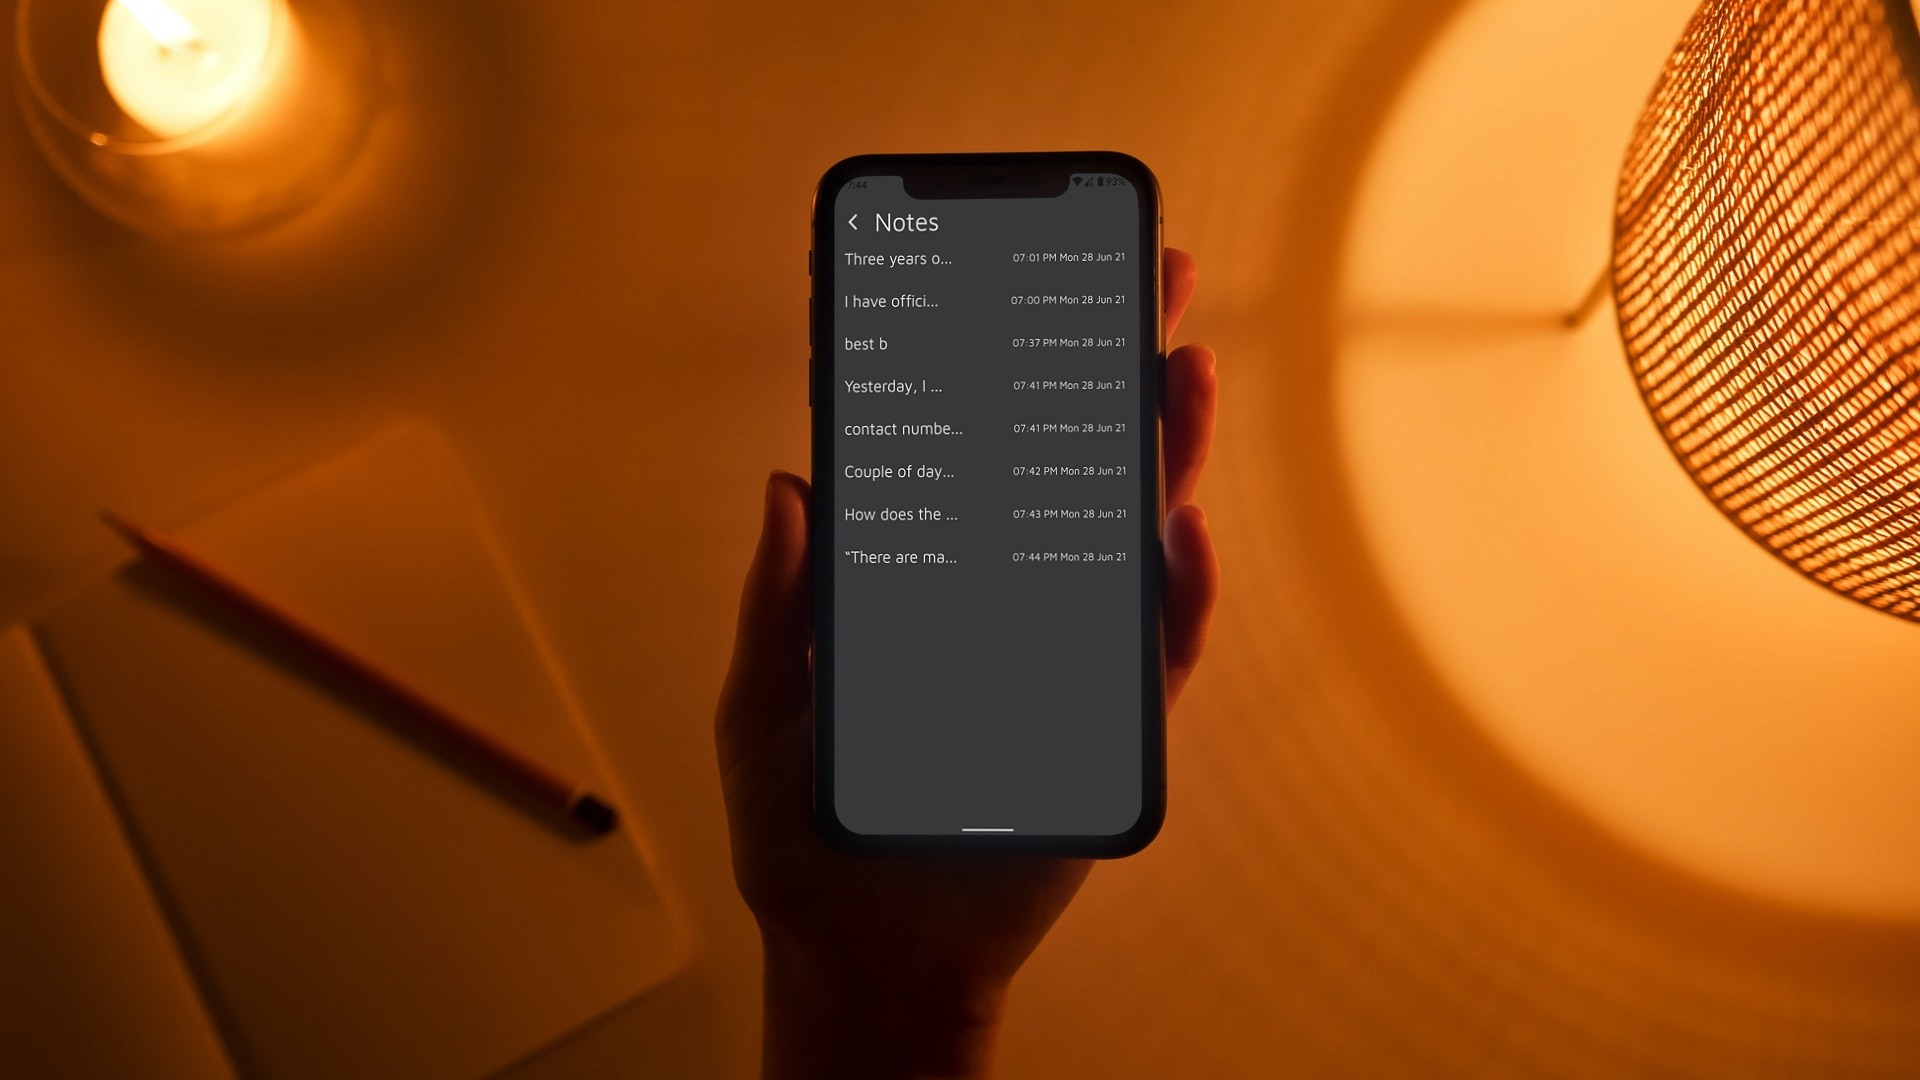 7:44 93%
Notes
Three years o... 07:01 PM Mon 28 Jun 21
I have offici... 07:00 PM Mon 28 Jun 21
best b 07:37 PM Mon 28 Jun 21
Yesterday, I ... 07:41 PM Mon 28 Jun 21
contact numbe... 07:41 PM Mon 28 Jun 21
Couple of day... 07:42 PM Mon 28 Jun 21
How does the ... 07:43 PM Mon 28 Jun 21
“There are ma... 07:44 PM Mon 28 Jun 21